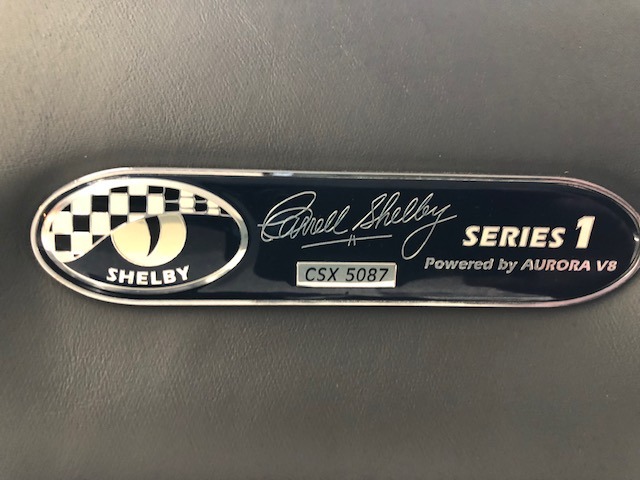 SHELBY
Carroll Shelby
CSX 5087
SERIES 1
Powered by AURORA V8